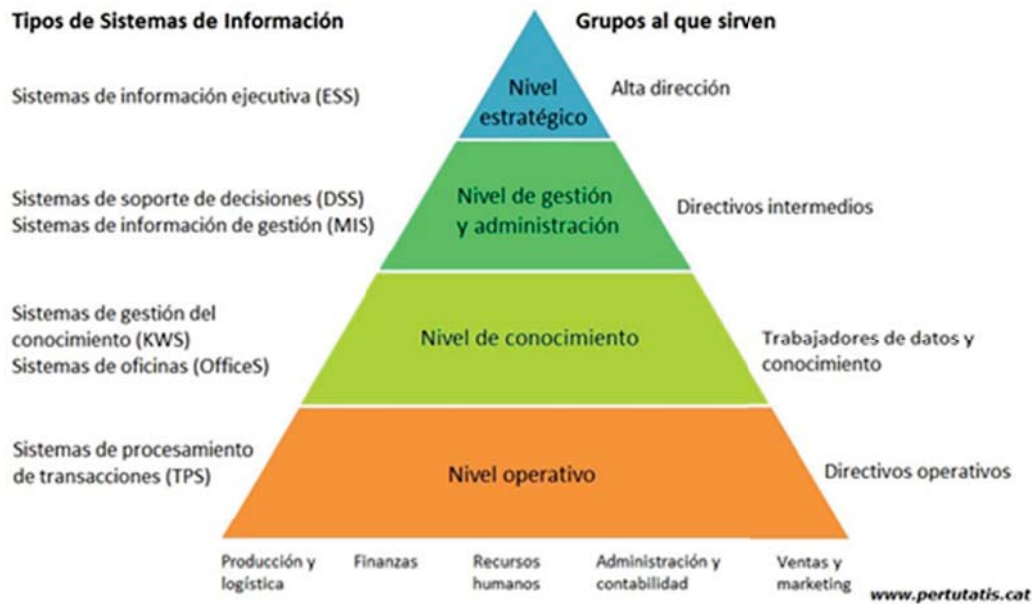 Tipos de Sistemas de Información
Grupos al que sirven
Sistemas de información ejecutiva (ESS)
Nivel
estratégico
Alta dirección
Sistemas de soporte de decisiones (DSS)
Sistemas de información de gestión (MIS)
Nivel de gestión
y administración
Directivos intermedios
Sistemas de gestión del
conocimiento (KWS)
Sistemas de oficinas (OfficeS)
Nivel de conocimiento
Trabajadores de datos y
conocimiento
Sistemas de procesamiento
de transacciones (TPS)
Nivel operativo
Directivos operativos
Producción y
logística
Finanzas
Recursos
humanos
Administración y
contabilidad
Ventas y
marketing
www.pertutatis.cat